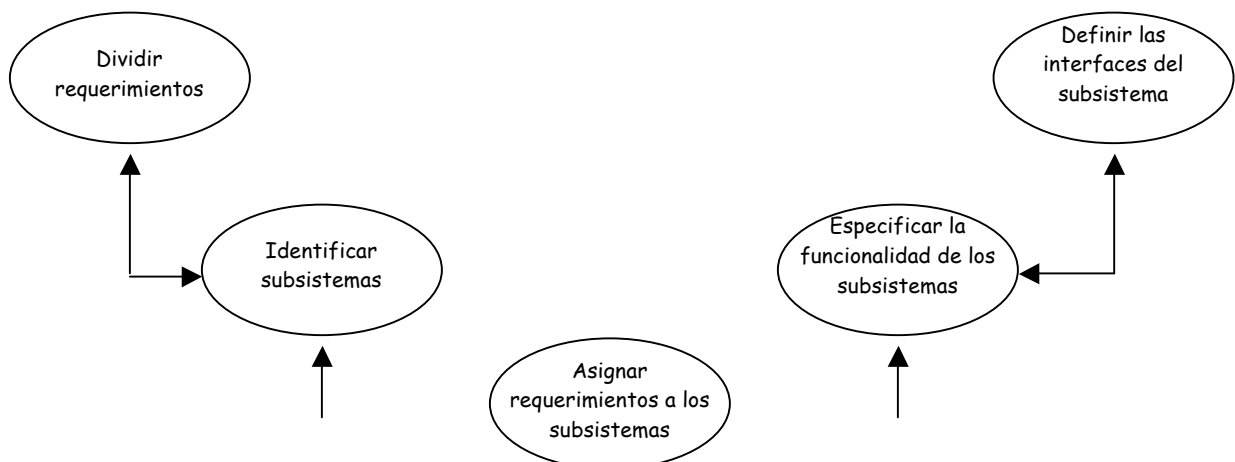 Dividir
requerimientos
Definir las
interfaces del
subsistema
Identificar
subsistemas
Especificar la
funcionalidad de los
subsistemas
Asignar
requerimientos a los
subsistemas